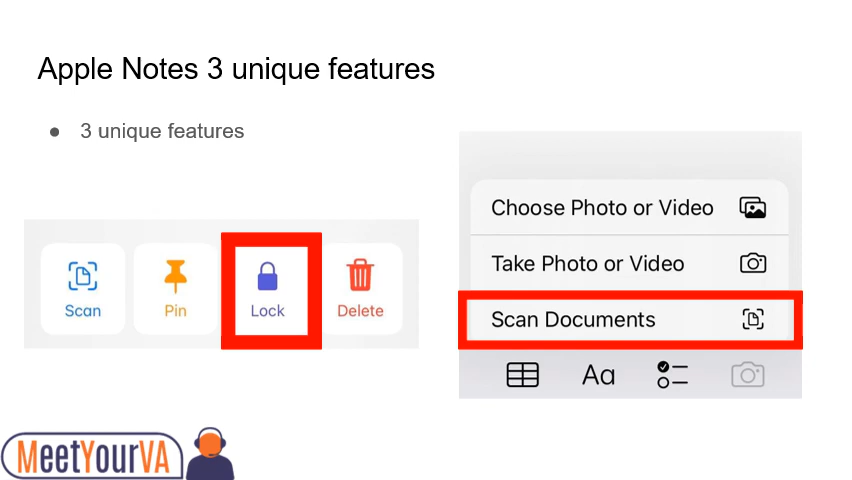 Apple Notes 3 unique features
● 3 unique features
Scan
Pin
Lock
Delete
Choose Photo or Video
Take Photo or Video
Scan Documents
Aa
MeetYourVA